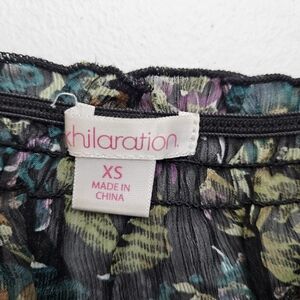 xhilaration.
XS
MADE IN
CHINA